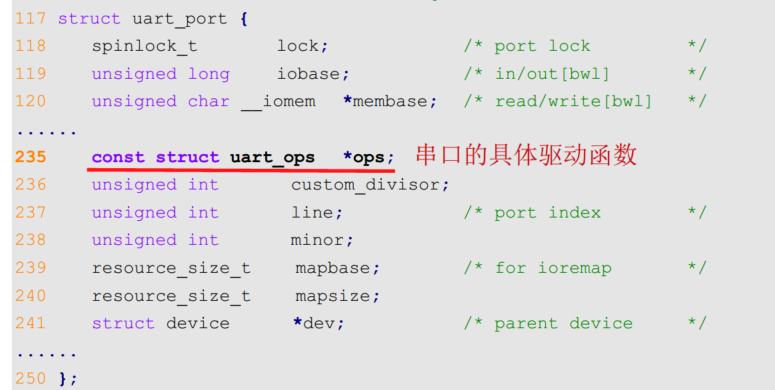 117 struct uart_port {
118 spinlock_t lock; /* port lock */
119 unsigned long iobase; /* in/out[bwl] */
120 unsigned char __iomem *membase; /* read/write[bwl] */
......
235 const struct uart_ops *ops; 串口的具体驱动函数
236 unsigned int custom_divisor;
237 unsigned int line; /* port index */
238 unsigned int minor;
239 resource_size_t mapbase; /* for ioremap */
240 resource_size_t mapsize;
241 struct device *dev; /* parent device */
......
250 };